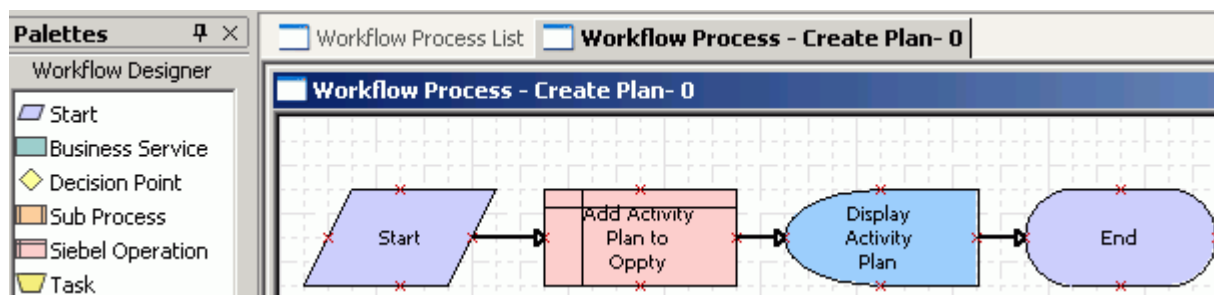 Palettes
Workflow Designer
Start
Business Service
Decision Point
Sub Process
Siebel Operation
Task
Workflow Process List
Workflow Process - Create Plan- 0
Workflow Process - Create Plan- 0
Start
Add Activity
Plan to
Oppty
Display
Activity
Plan
End